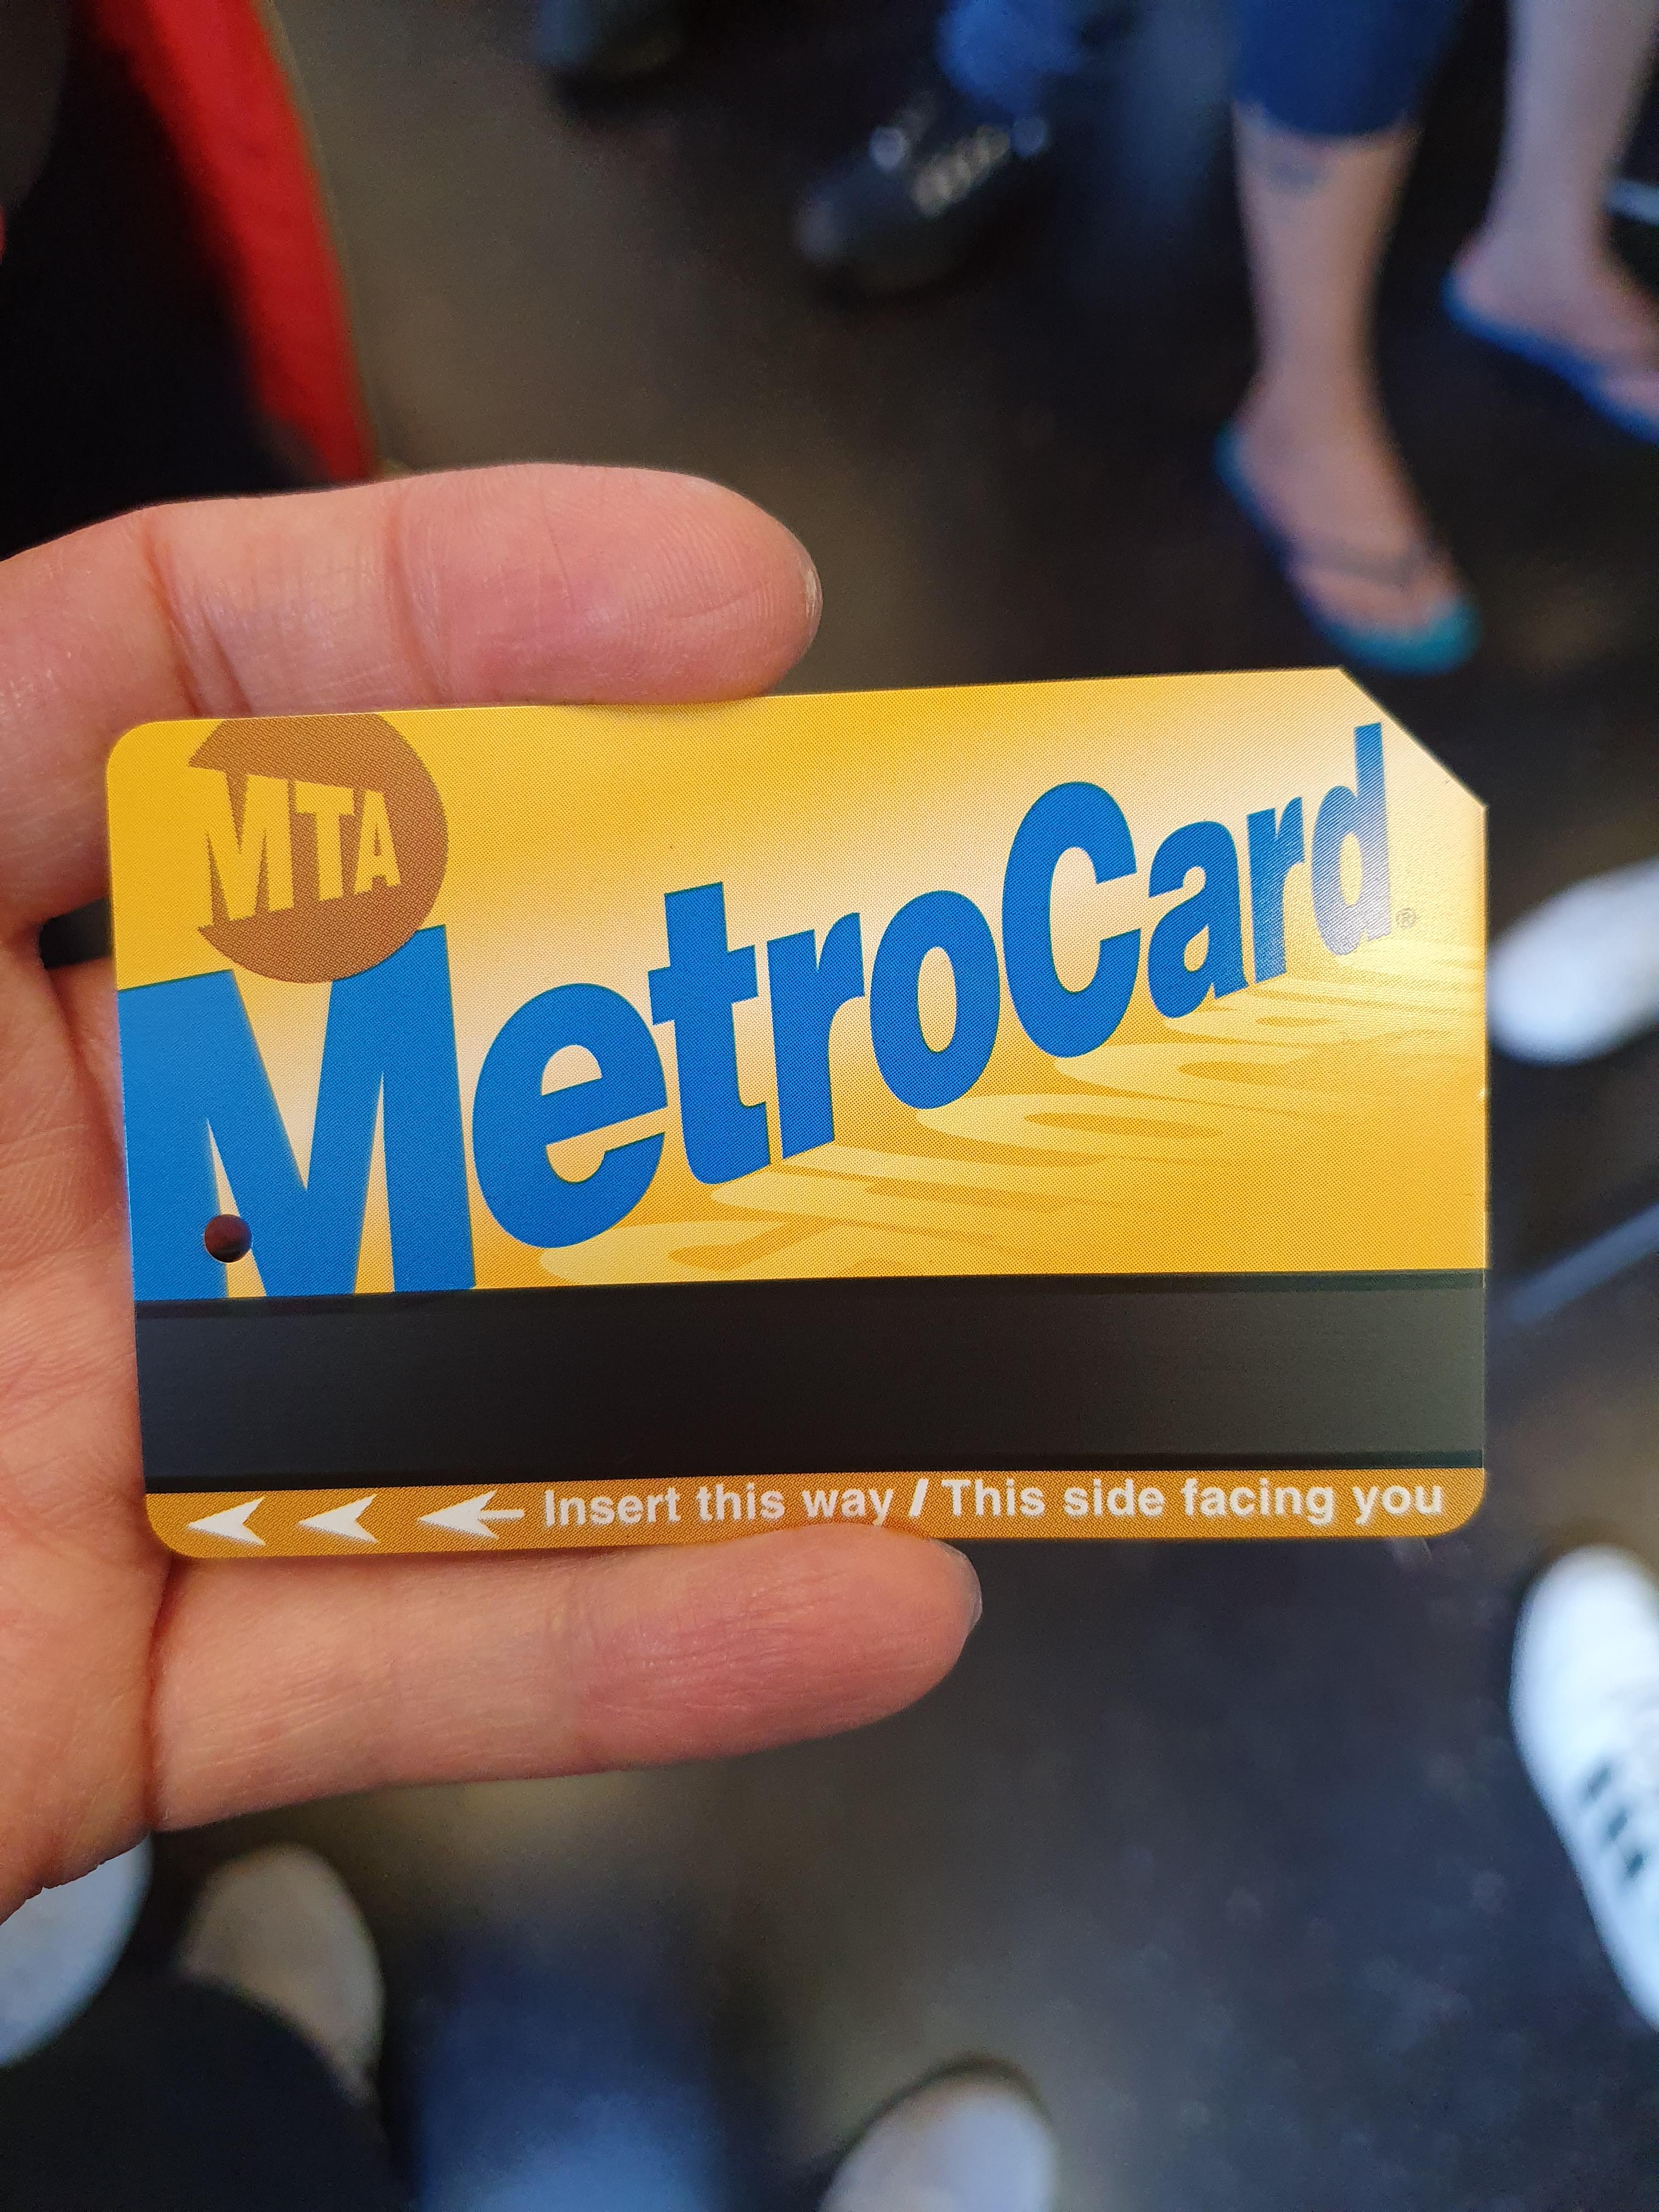 MTA
MetroCard®
Insert this way / This side facing you